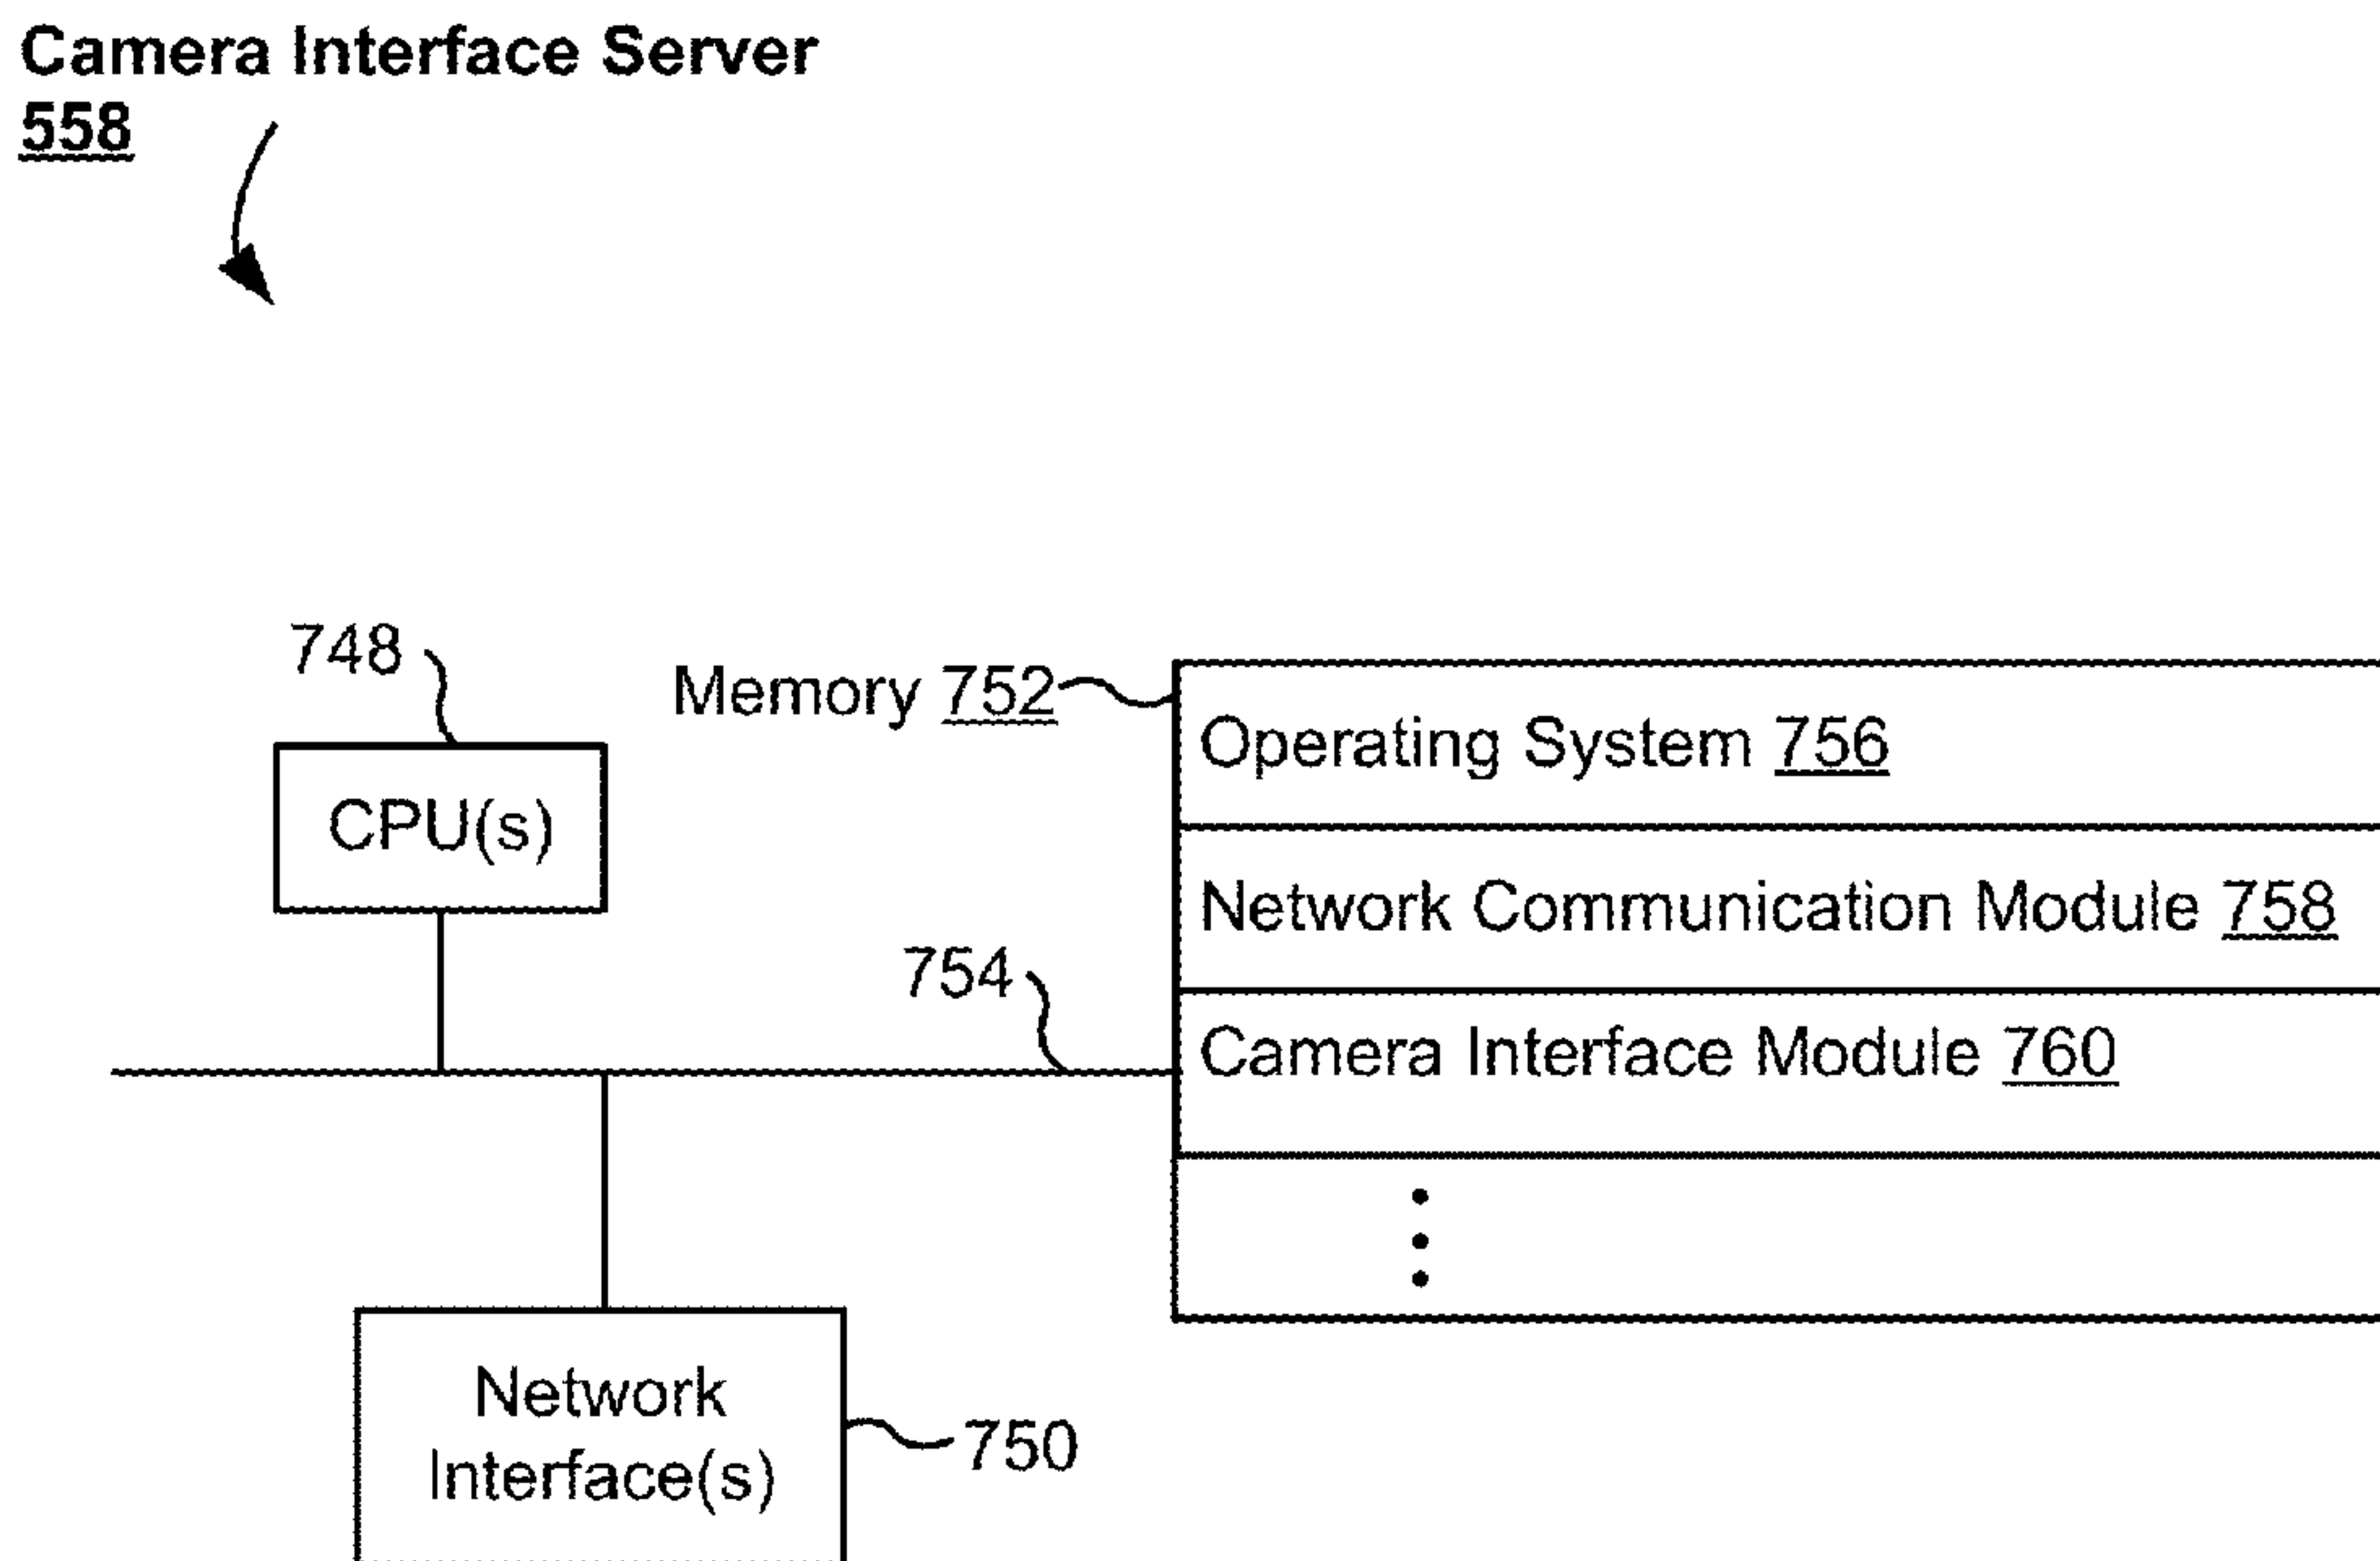 Camera Interface Server
558
748
Memory 752
Operating System 756
CPU(s)
Network Communication Module 758
754
Camera Interface Module 760
Network
Interface(s)
750